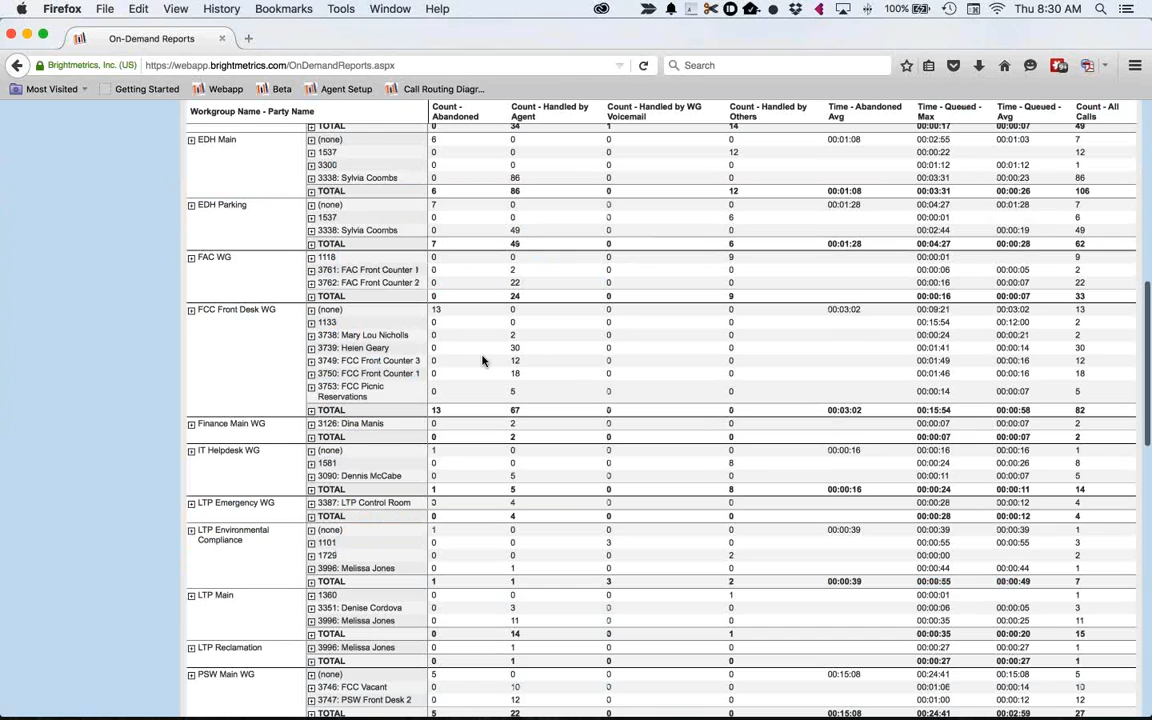 Firefox File Edit View History Bookmarks Tools Window Help 100% Thu 8:30 AM
On-Demand Reports
Brightmetrics, Inc. (US) https://webapp.brightmetrics.com/OnDemandReports.aspx Search
Most Visited Getting Started Webapp Beta Agent Setup Call Routing Diagr...
Workgroup Name - Party Name Count - Abandoned Count - Handled by Agent Count - Handled by WG Voicemail Count - Handled by Others Time - Abandoned Avg Time - Queued - Max Time - Queued - Avg Count - All Calls
TOTAL 0 34 1 14 00:00:17 00:00:07 49
EDH Main (none) 6 0 0 0 00:01:08 00:02:55 00:01:03 7
1537 0 0 0 12 00:00:22 12
3300 0 0 0 0 00:01:12 00:01:12 1
3338: Sylvia Coombs 0 86 0 0 00:03:31 00:00:23 86
TOTAL 6 86 0 12 00:01:08 00:03:31 00:00:26 106
EDH Parking (none) 7 0 0 0 00:01:28 00:04:27 00:01:28 7
1537 0 0 0 6 00:00:01 6
3338: Sylvia Coombs 0 49 0 0 00:02:44 00:00:19 49
TOTAL 7 49 0 6 00:01:28 00:04:27 00:00:28 62
FAC WG 1118 0 0 0 9 00:00:01 9
3761: FAC Front Counter 1 0 2 0 0 00:00:06 00:00:05 2
3762: FAC Front Counter 2 0 22 0 0 00:00:16 00:00:07 22
TOTAL 0 24 0 9 00:00:16 00:00:07 33
FCC Front Desk WG (none) 13 0 0 0 00:03:02 00:09:21 00:03:02 13
1133 0 0 0 0 00:15:54 00:12:00 2
3738: Mary Lou Nicholls 0 2 0 0 00:00:24 00:00:21 2
3739: Helen Geary 0 30 0 0 00:01:41 00:00:14 30
3749: FCC Front Counter 3 0 12 0 0 00:01:49 00:00:16 12
3750: FCC Front Counter 1 0 18 0 0 00:01:46 00:00:16 18
3753: FCC Picnic Reservations 0 5 0 0 00:00:14 00:00:07 5
TOTAL 13 67 0 0 00:03:02 00:15:54 00:00:58 82
Finance Main WG 3126: Dina Manis 0 2 0 0 00:00:07 00:00:07 2
TOTAL 0 2 0 0 00:00:07 00:00:07 2
IT Helpdesk WG (none) 1 0 0 0 00:00:16 00:00:16 00:00:16 1
1581 0 0 0 8 00:00:24 00:00:26 8
3090: Dennis McCabe 0 5 0 0 00:00:11 00:00:07 5
TOTAL 1 5 0 8 00:00:16 00:00:24 00:00:11 14
LTP Emergency WG 3387: LTP Control Room 0 4 0 0 00:00:28 00:00:12 4
TOTAL 0 4 0 0 00:00:28 00:00:12 4
LTP Environmental Compliance (none) 1 0 0 0 00:00:39 00:00:39 00:00:39 1
1101 0 0 3 0 00:00:55 00:00:55 3
1729 0 0 0 2 00:00:00 2
3996: Melissa Jones 0 1 0 0 00:00:44 00:00:44 1
TOTAL 1 1 3 2 00:00:39 00:00:55 00:00:49 7
LTP Main 1360 0 0 0 1 00:00:01 1
3351: Denise Cordova 0 3 0 0 00:00:06 00:00:05 3
3996: Melissa Jones 0 11 0 0 00:00:35 00:00:25 11
TOTAL 0 14 0 1 00:00:35 00:00:20 15
LTP Reclamation 3996: Melissa Jones 0 1 0 0 00:00:27 00:00:27 1
TOTAL 0 1 0 0 00:00:27 00:00:27 1
PSW Main WG (none) 5 0 0 0 00:15:08 00:24:41 00:15:08 5
3746: FCC Vacant 0 10 0 0 00:01:06 00:00:14 10
3747: PSW Front Desk 2 0 12 0 0 00:01:00 00:00:12 12
TOTAL 5 22 0 0 00:15:08 00:24:41 00:02:59 27